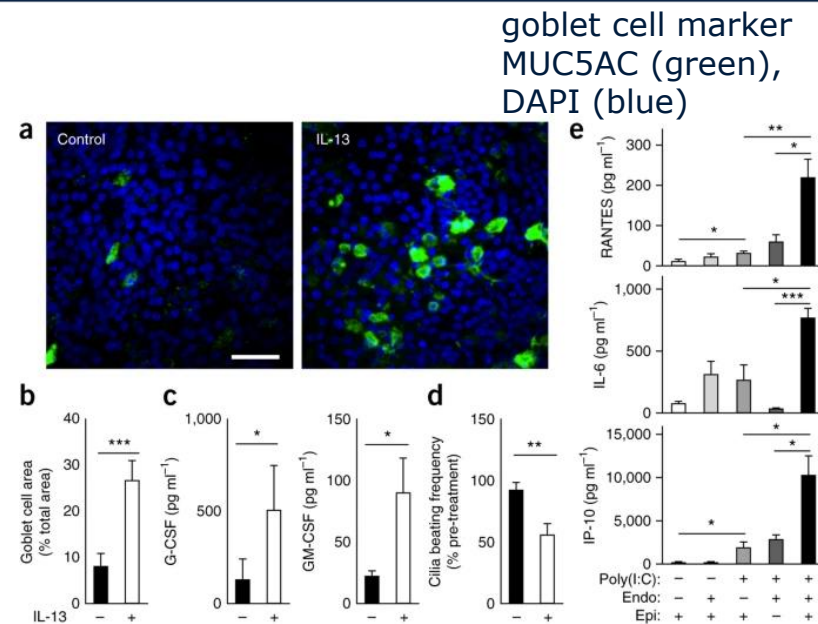 goblet cell marker
MUC5AC (green),
DAPI (blue)
a
Control
IL-13
b
Goblet cell area
(% total area)
40
30
20
10
0
***
IL-13
– +
c
G-CSF (pg ml⁻¹)
1,000
500
0
*
– +
GM-CSF (pg ml⁻¹)
150
100
50
0
*
– +
d
Cilia beating frequency
(% pre-treatment)
150
100
50
0
**
– +
e
RANTES (pg ml⁻¹)
300
200
100
0
**
*
*
IL-6 (pg ml⁻¹)
1,000
500
0
*
***
IP-10 (pg ml⁻¹)
15,000
10,000
5,000
0
*
*
*
Poly(I:C): – – + + +
Endo: – + – + +
Epi: + + + – +